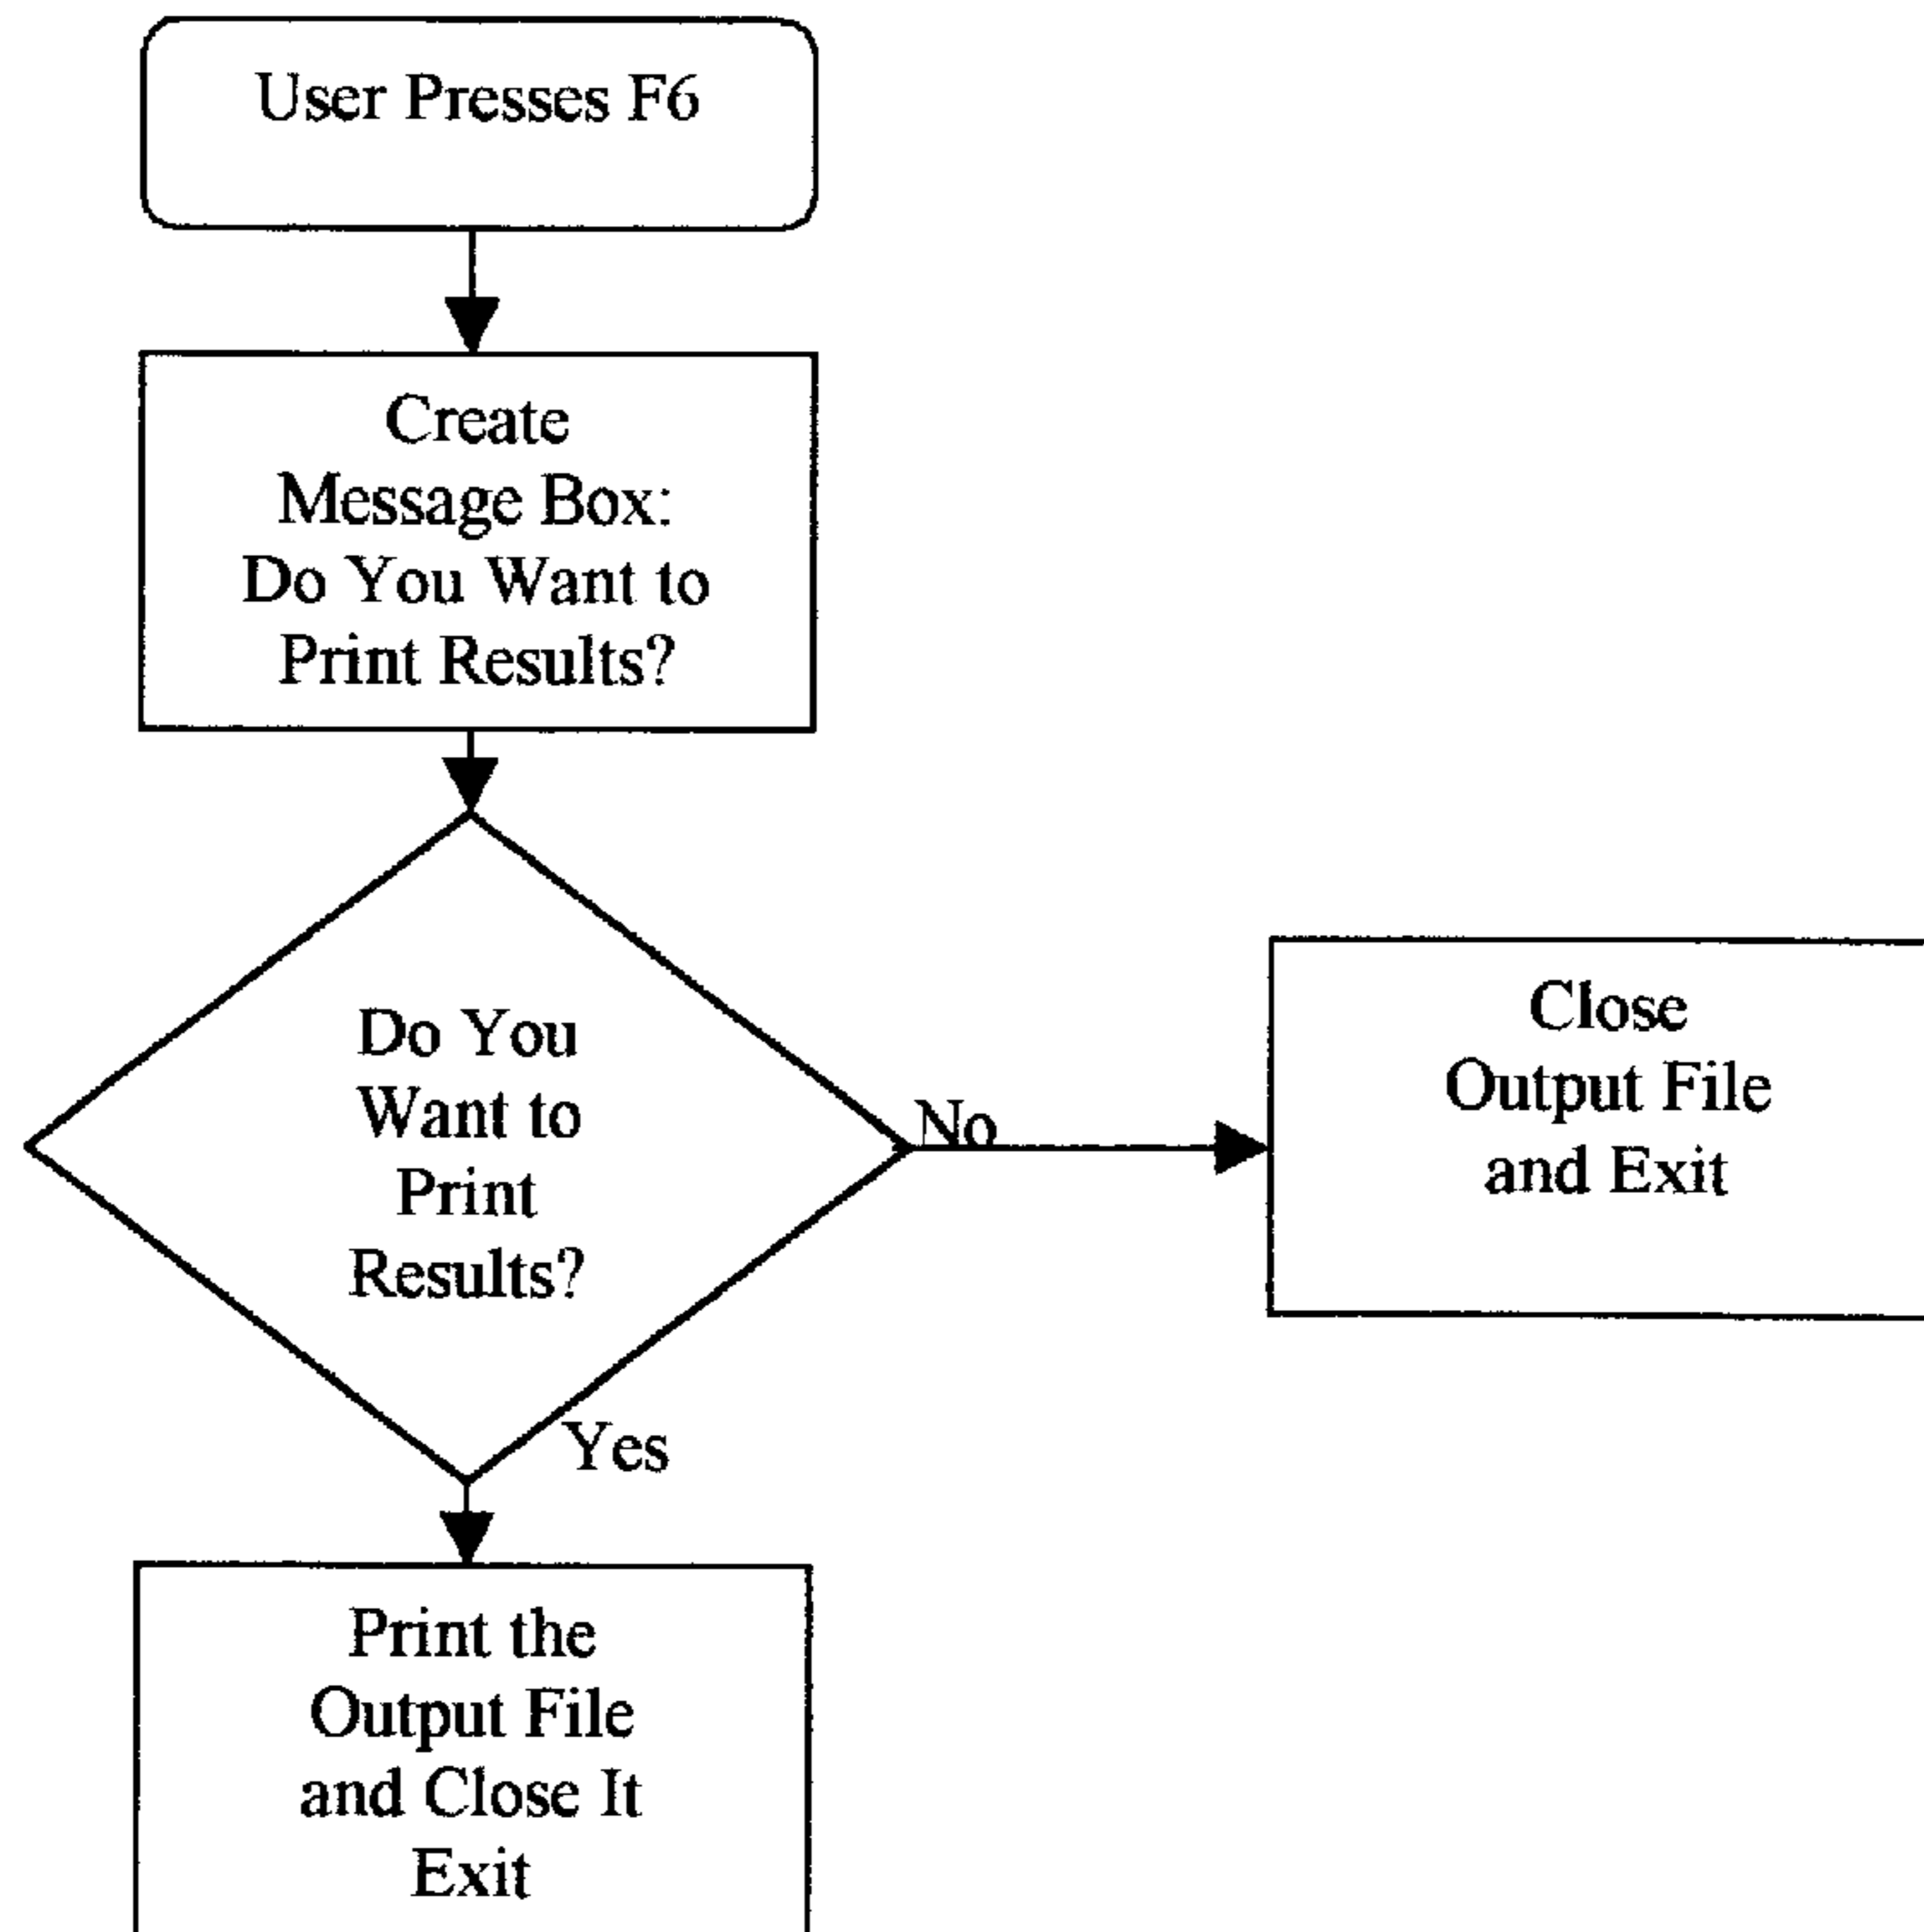 User Presses F6
Create
Message Box:
Do You Want to
Print Results?
Do You
Want to
Print
Results?
No
Close
Output File
and Exit
Yes
Print the
Output File
and Close It
Exit